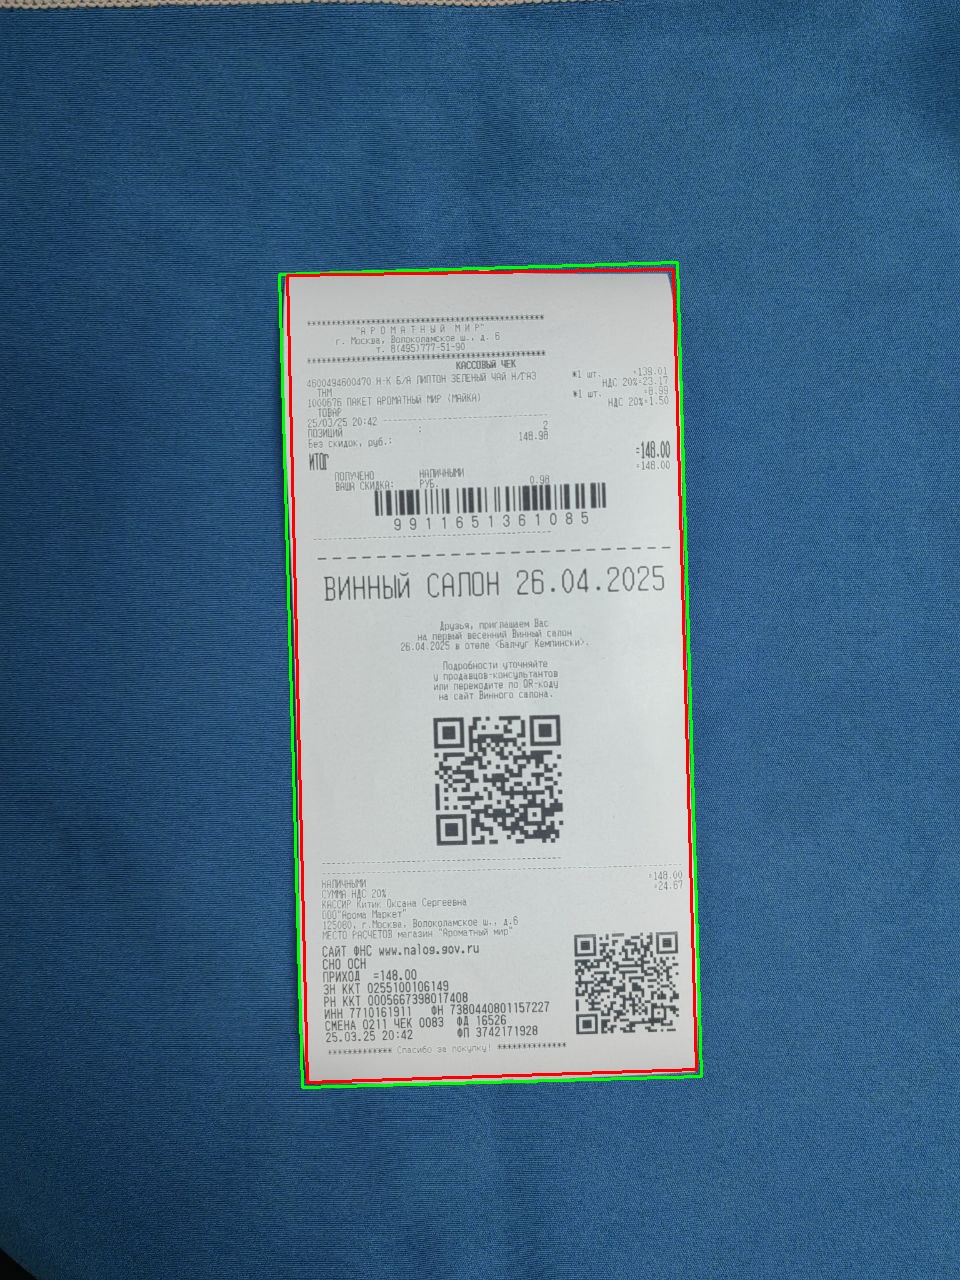 ************************************************
"А Р О М А Т Н Ы Й  М И Р"
г. Москва, Волоколамское ш., д. 6
т. 8(495)777-51-90
************************************************
КАССОВЫЙ ЧЕК
4600494600470 Н-К Б/А ЛИПТОН ЗЕЛЕНЫЙ ЧАЙ Н/ГАЗ *1 шт. =139.01
ТНМ НДС 20%=23.17
1000676 ПАКЕТ АРОМАТНЫЙ МИР (МАЙКА) *1 шт. =8.99
ТОВАР НДС 20%=1.50
25/03/25 20:42 ----------------------------------
ПОЗИЦИЙ : 2
Без скидок, руб.: 148.98
ИТОГ =148.00
ПОЛУЧЕНО НАЛИЧНЫМИ =148.00
ВАША СКИДКА: РУБ. 0.98
9911651361085
ВИННЫЙ САЛОН 26.04.2025
Друзья, приглашаем Вас
на первый весенний Винный салон
26.04.2025 в отеле <Балчуг Кемпински>.
Подробности уточняйте
у продавцов-консультантов
или переходите по QR-коду
на сайт Винного салона.
НАЛИЧНЫМИ =148.00
СУММА НДС 20% =24.67
КАССИР Китик Оксана Сергеевна
ООО"Арома Маркет"
125080, г.Москва, Волоколамское ш., д.6
МЕСТО РАСЧЕТОВ магазин "Ароматный мир"
САЙТ ФНС www.nalog.gov.ru
СНО ОСН
ПРИХОД =148.00
ЗН ККТ 0255100106149
РН ККТ 0005667398017408
ИНН 7710161911 ФН 7380440801157227
СМЕНА 0211 ЧЕК 0083 ФД 16526
25.03.25 20:42 ФП 3742171928
************* Спасибо за покупку! **************